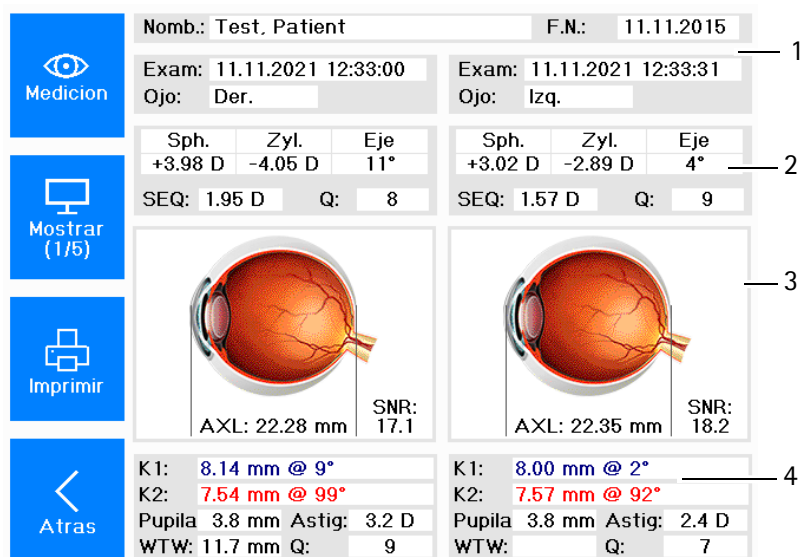 Medicion
Mostrar
(1/5)
Imprimir
Atras
Nomb.: Test, Patient F.N.: 11.11.2015
Exam: 11.11.2021 12:33:00
Ojo: Der.
Sph. Zyl. Eje
+3.98 D -4.05 D 11°
SEQ: 1.95 D Q: 8
AXL: 22.28 mm SNR:
17.1
K1: 8.14 mm @ 9°
K2: 7.54 mm @ 99°
Pupila 3.8 mm Astig: 3.2 D
WTW: 11.7 mm Q: 9
Exam: 11.11.2021 12:33:31
Ojo: Izq.
Sph. Zyl. Eje
+3.02 D -2.89 D 4°
SEQ: 1.57 D Q: 9
AXL: 22.35 mm SNR:
18.2
K1: 8.00 mm @ 2°
K2: 7.57 mm @ 92°
Pupila 3.8 mm Astig: 2.4 D
WTW: Q: 7
1
2
3
4